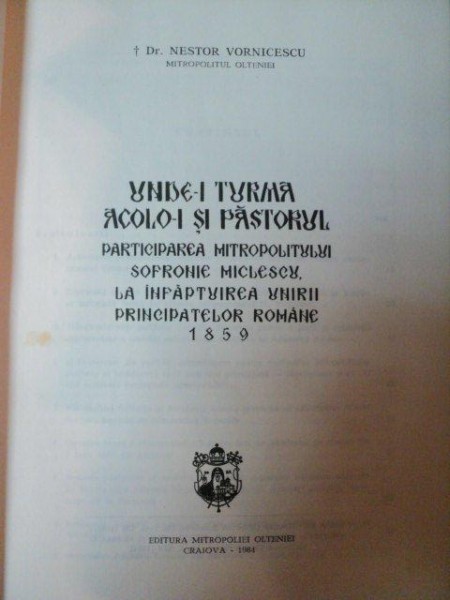 † Dr. NESTOR VORNICESCU
MITROPOLITUL OLTENIEI
UNDE-I TURMA
ACOLO-I ȘI PĂSTORUL
PARTICIPAREA MITROPOLITULUI
SOFRONIE MICLESCU,
LA ÎNFĂPTUIREA UNIRII
PRINCIPATELOR ROMÂNE
1859
EDITURA MITROPOLIEI OLTENIEI
CRAIOVA - 1984